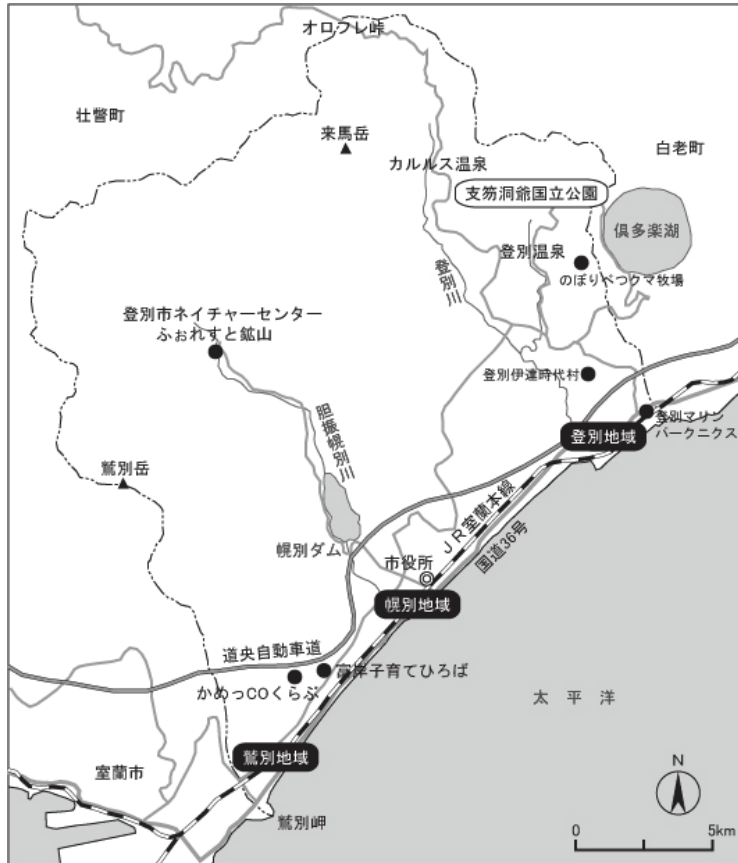 オロフレ峠
壮瞥町
来馬岳
カルルス温泉
白老町
支笏洞爺国立公園
倶多楽湖
登別温泉
のぼりべつクマ牧場
登別川
登別市ネイチャーセンター
ふぉれすと鉱山
登別伊達時代村
胆振幌別川
登別マリン
パークニクス
登別地域
鷲別岳
JR室蘭本線
国道36号
幌別ダム
市役所
幌別地域
道央自動車道
富岸子育てひろば
かめっCOくらぶ
太平洋
鷲別地域
室蘭市
N
鷲別岬
0
5km